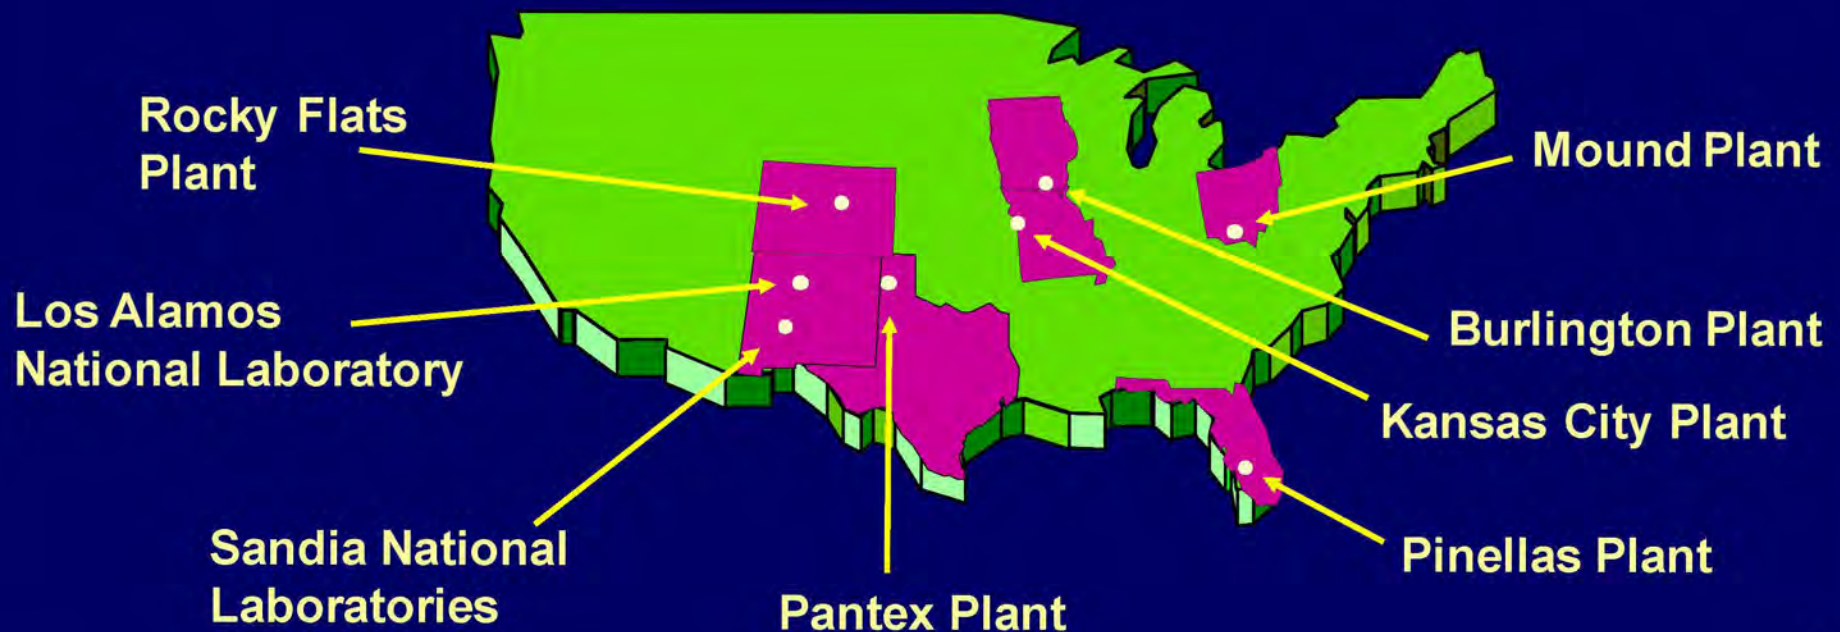 Rocky Flats
Plant
Los Alamos
National Laboratory
Sandia National
Laboratories
Pantex Plant
Mound Plant
Burlington Plant
Kansas City Plant
Pinellas Plant